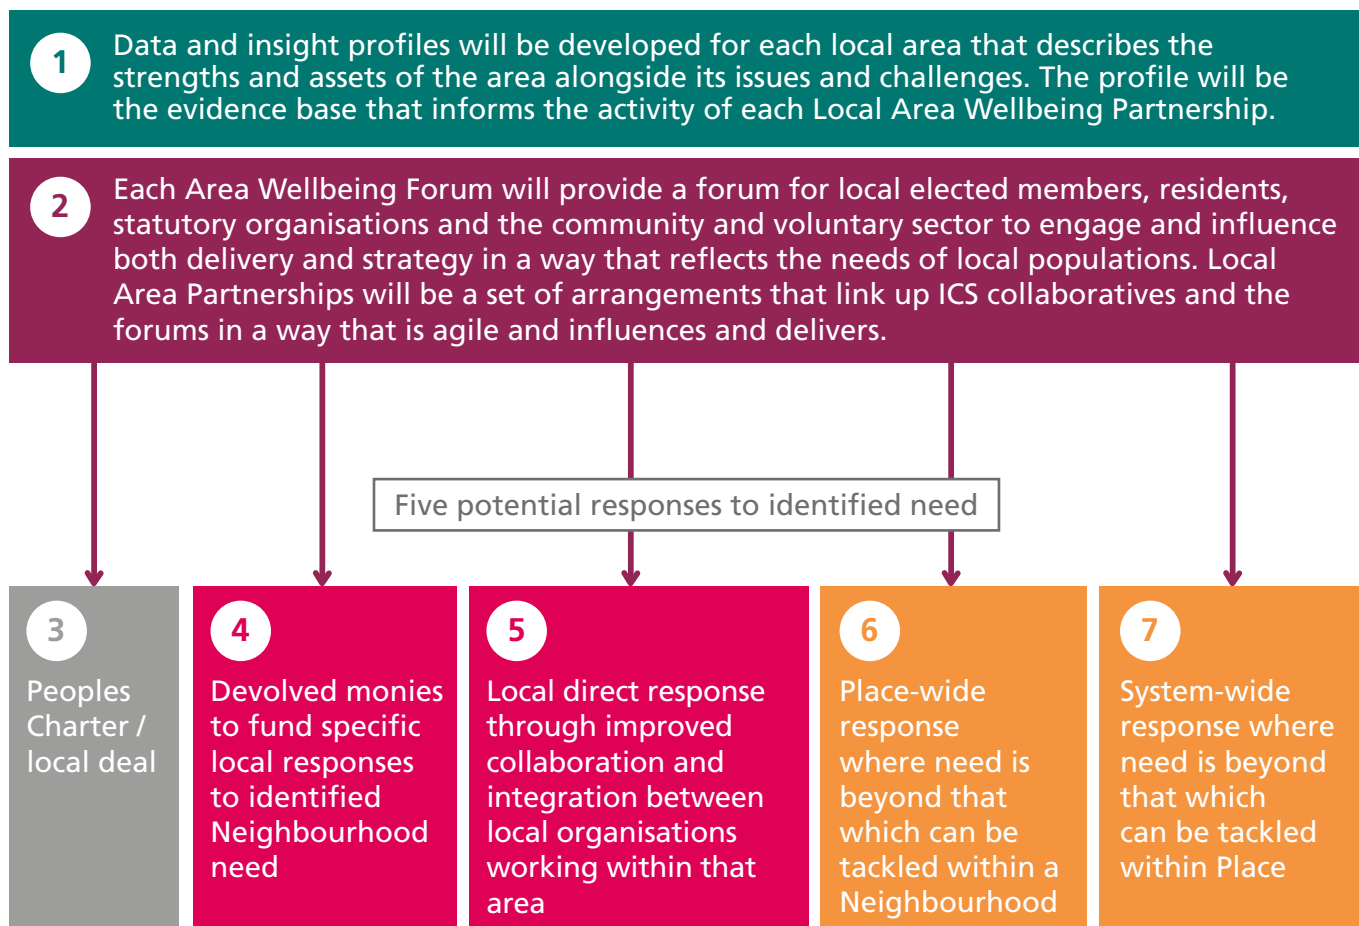 1
Data and insight profiles will be developed for each local area that describes the
strengths and assets of the area alongside its issues and challenges. The profile will be
the evidence base that informs the activity of each Local Area Wellbeing Partnership.
2
Each Area Wellbeing Forum will provide a forum for local elected members, residents,
statutory organisations and the community and voluntary sector to engage and influence
both delivery and strategy in a way that reflects the needs of local populations. Local
Area Partnerships will be a set of arrangements that link up ICS collaboratives and the
forums in a way that is agile and influences and delivers.
Five potential responses to identified need
3
Peoples
Charter /
local deal
4
Devolved monies
to fund specific
local responses
to identified
Neighbourhood
need
5
Local direct response
through improved
collaboration and
integration between
local organisations
working within that
area
6
Place-wide
response
where need is
beyond that
which can be
tackled within a
Neighbourhood
7
System-wide
response where
need is beyond
that which
can be tackled
within Place